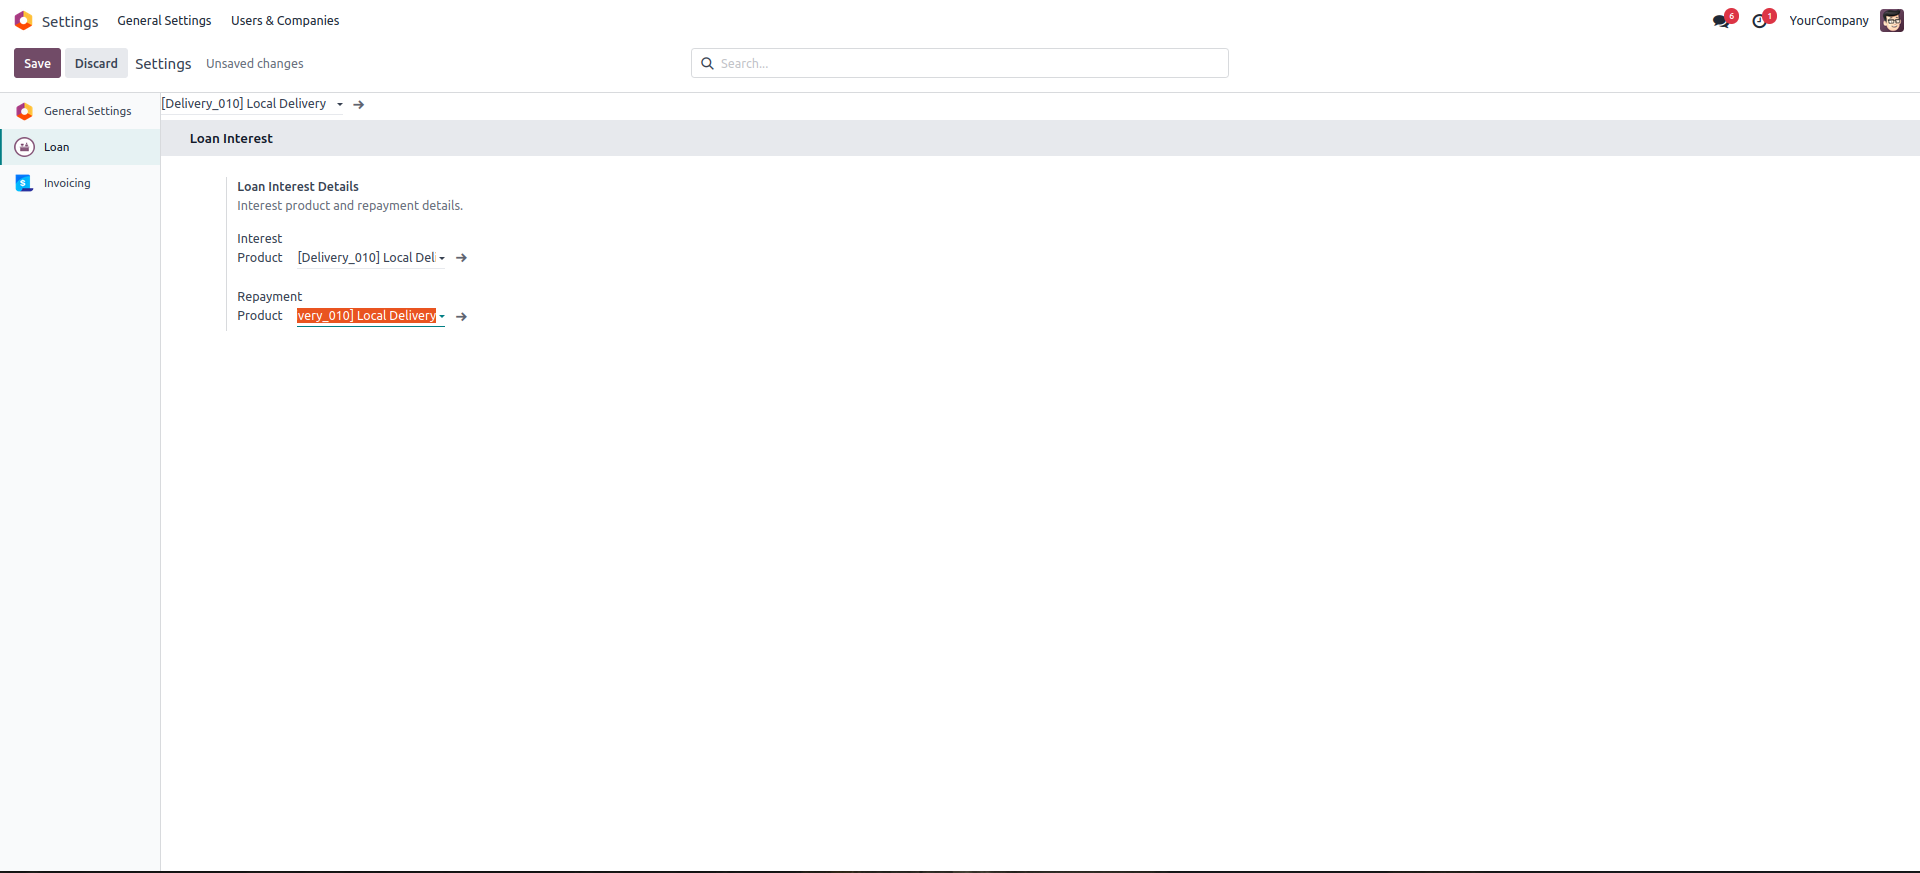 Settings General Settings Users & Companies 6 1 YourCompany
Save Discard Settings Unsaved changes Search...
General Settings
Loan
Invoicing
[Delivery_010] Local Delivery
Loan Interest
Loan Interest Details
Interest product and repayment details.
Interest
Product [Delivery_010] Local Del
Repayment
Product very_010] Local Delivery